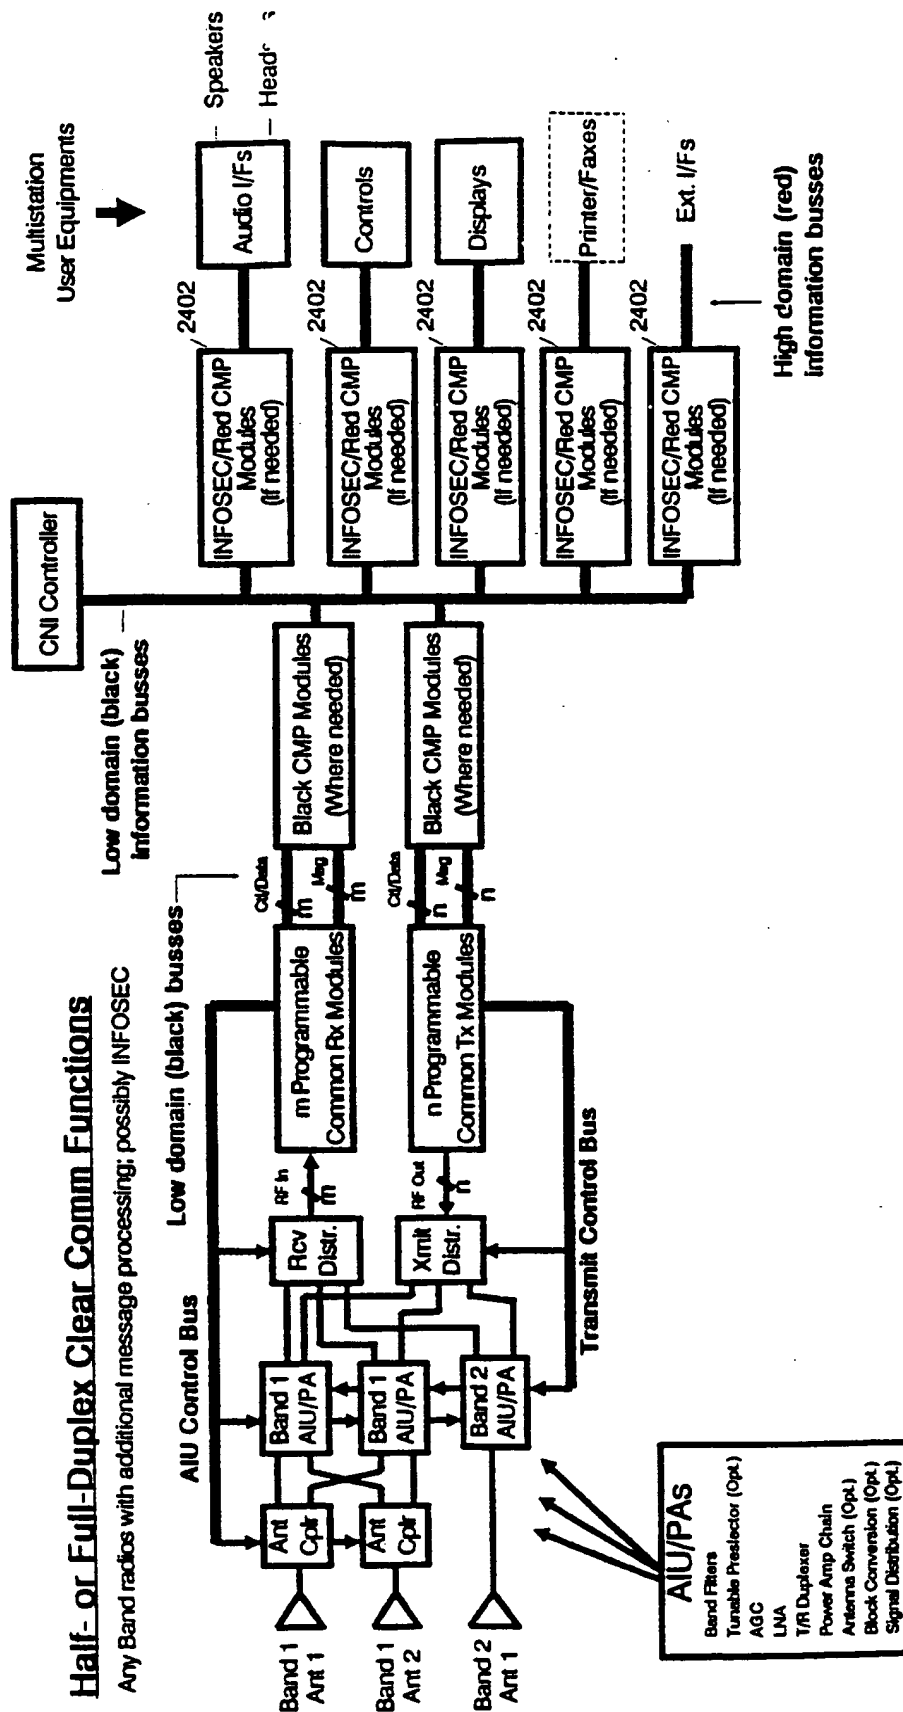 Half- or Full-Duplex Clear Comm Functions
Any Band radios with additional message processing; possibly INFOSEC
Multistation
User Equipments
CNI Controller
Low domain (black)
information busses
Low domain (black) busses
AIU Control Bus
Band 1
Ant 1
Band 1
Ant 2
Band 2
Ant 1
Ant
Cplr
Ant
Cplr
Band 1
AIU/PA
Band 1
AIU/PA
Band 2
AIU/PA
Rcv
Distr.
Xmit
Distr.
RF In
m
RF Out
n
m Programmable
Common Rx Modules
n Programmable
Common Tx Modules
Ctl/Data
m
Msg
m
Ctl/Data
n
Msg
n
Black CMP Modules
(Where needed)
Black CMP Modules
(Where needed)
INFOSEC/Red CMP
Modules
(If needed)
2402
INFOSEC/Red CMP
Modules
(If needed)
2402
INFOSEC/Red CMP
Modules
(If needed)
2402
INFOSEC/Red CMP
Modules
(If needed)
2402
INFOSEC/Red CMP
Modules
(If needed)
2402
Audio I/Fs
Speakers
Controls
Displays
Printer/Faxes
Ext. I/Fs
High domain (red)
information busses
Transmit Control Bus
AIU/PAs
Band Filters
Tunable Preslector (Opt.)
AGC
LNA
T/R Duplexer
Power Amp Chain
Antenna Switch (Opt.)
Block Conversion (Opt.)
Signal Distribution (Opt.)